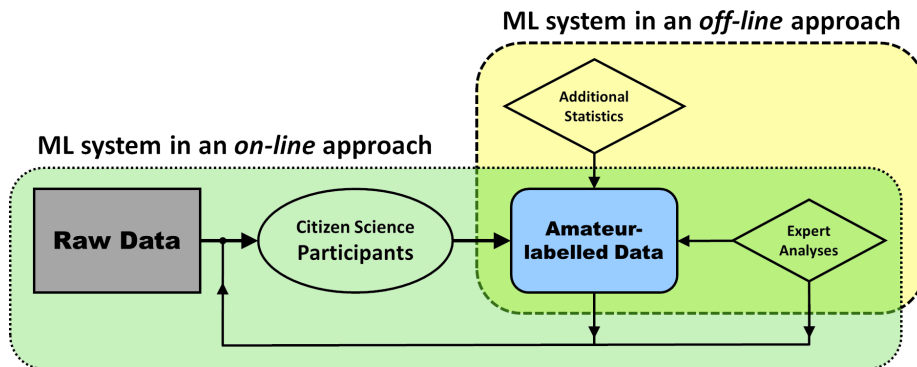 ML system in an off-line approach
Additional
Statistics
ML system in an on-line approach
Raw Data
Citizen Science
Participants
Amateur-
labelled Data
Expert
Analyses